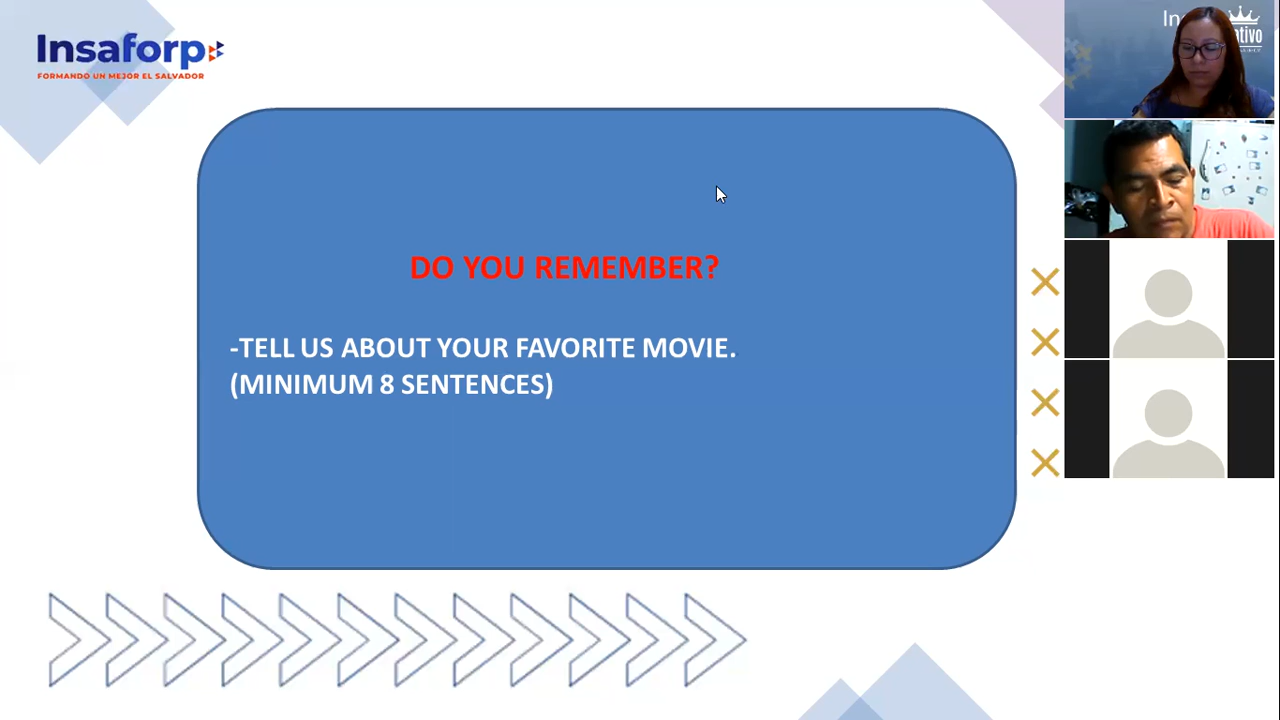 Insaforp
FORMANDO UN MEJOR EL SALVADOR
DO YOU REMEMBER?
-TELL US ABOUT YOUR FAVORITE MOVIE.
(MINIMUM 8 SENTENCES)